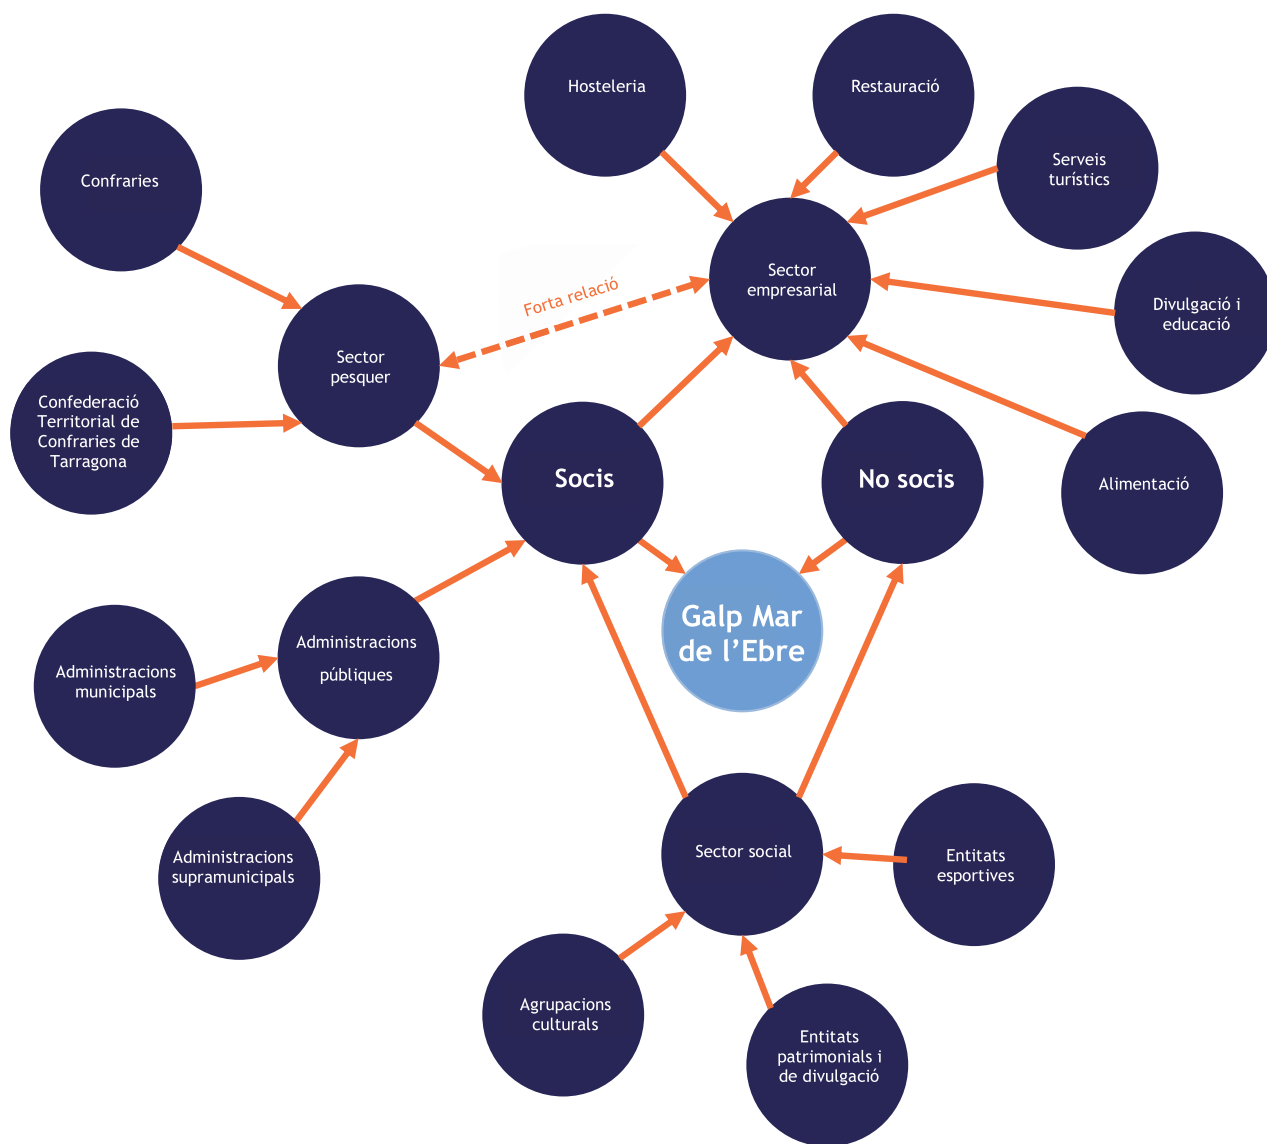 Hosteleria
Restauració
Serveis
turístics
Confraries
Sector
empresarial
Divulgació i
educació
Forta relació
Sector
pesquer
Confederació
Territorial de
Confraries de
Tarragona
Socis
No socis
Alimentació
Galp Mar
de l’Ebre
Administracions
públiques
Administracions
municipals
Administracions
supramunicipals
Sector social
Entitats
esportives
Agrupacions
culturals
Entitats
patrimonials i
de divulgació